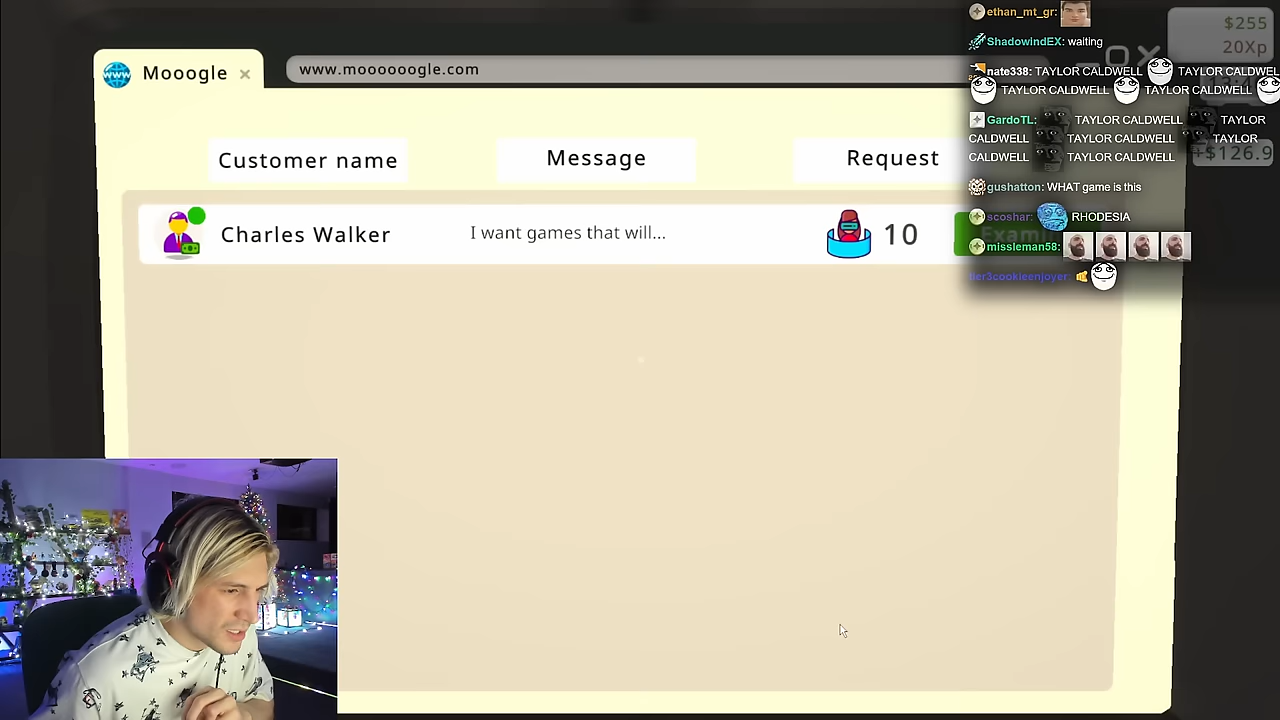 Mooogle
www.moooooogle.com
Customer name
Message
Request
Charles Walker
I want games that will...
10
$255
20Xp
+$126.9
ethan_mt_gr:
ShadowindEX: waiting
nate338: TAYLOR CALDWELL TAYLOR CALDWEL
TAYLOR CALDWELL TAYLOR CALDWELL
GardoTL: TAYLOR CALDWELL TAYLOR
CALDWELL TAYLOR CALDWELL TAYLOR
CALDWELL TAYLOR CALDWELL
gushatton: WHAT game is this
scoshar: RHODESIA
missleman58:
tier3cookieenjoyer: